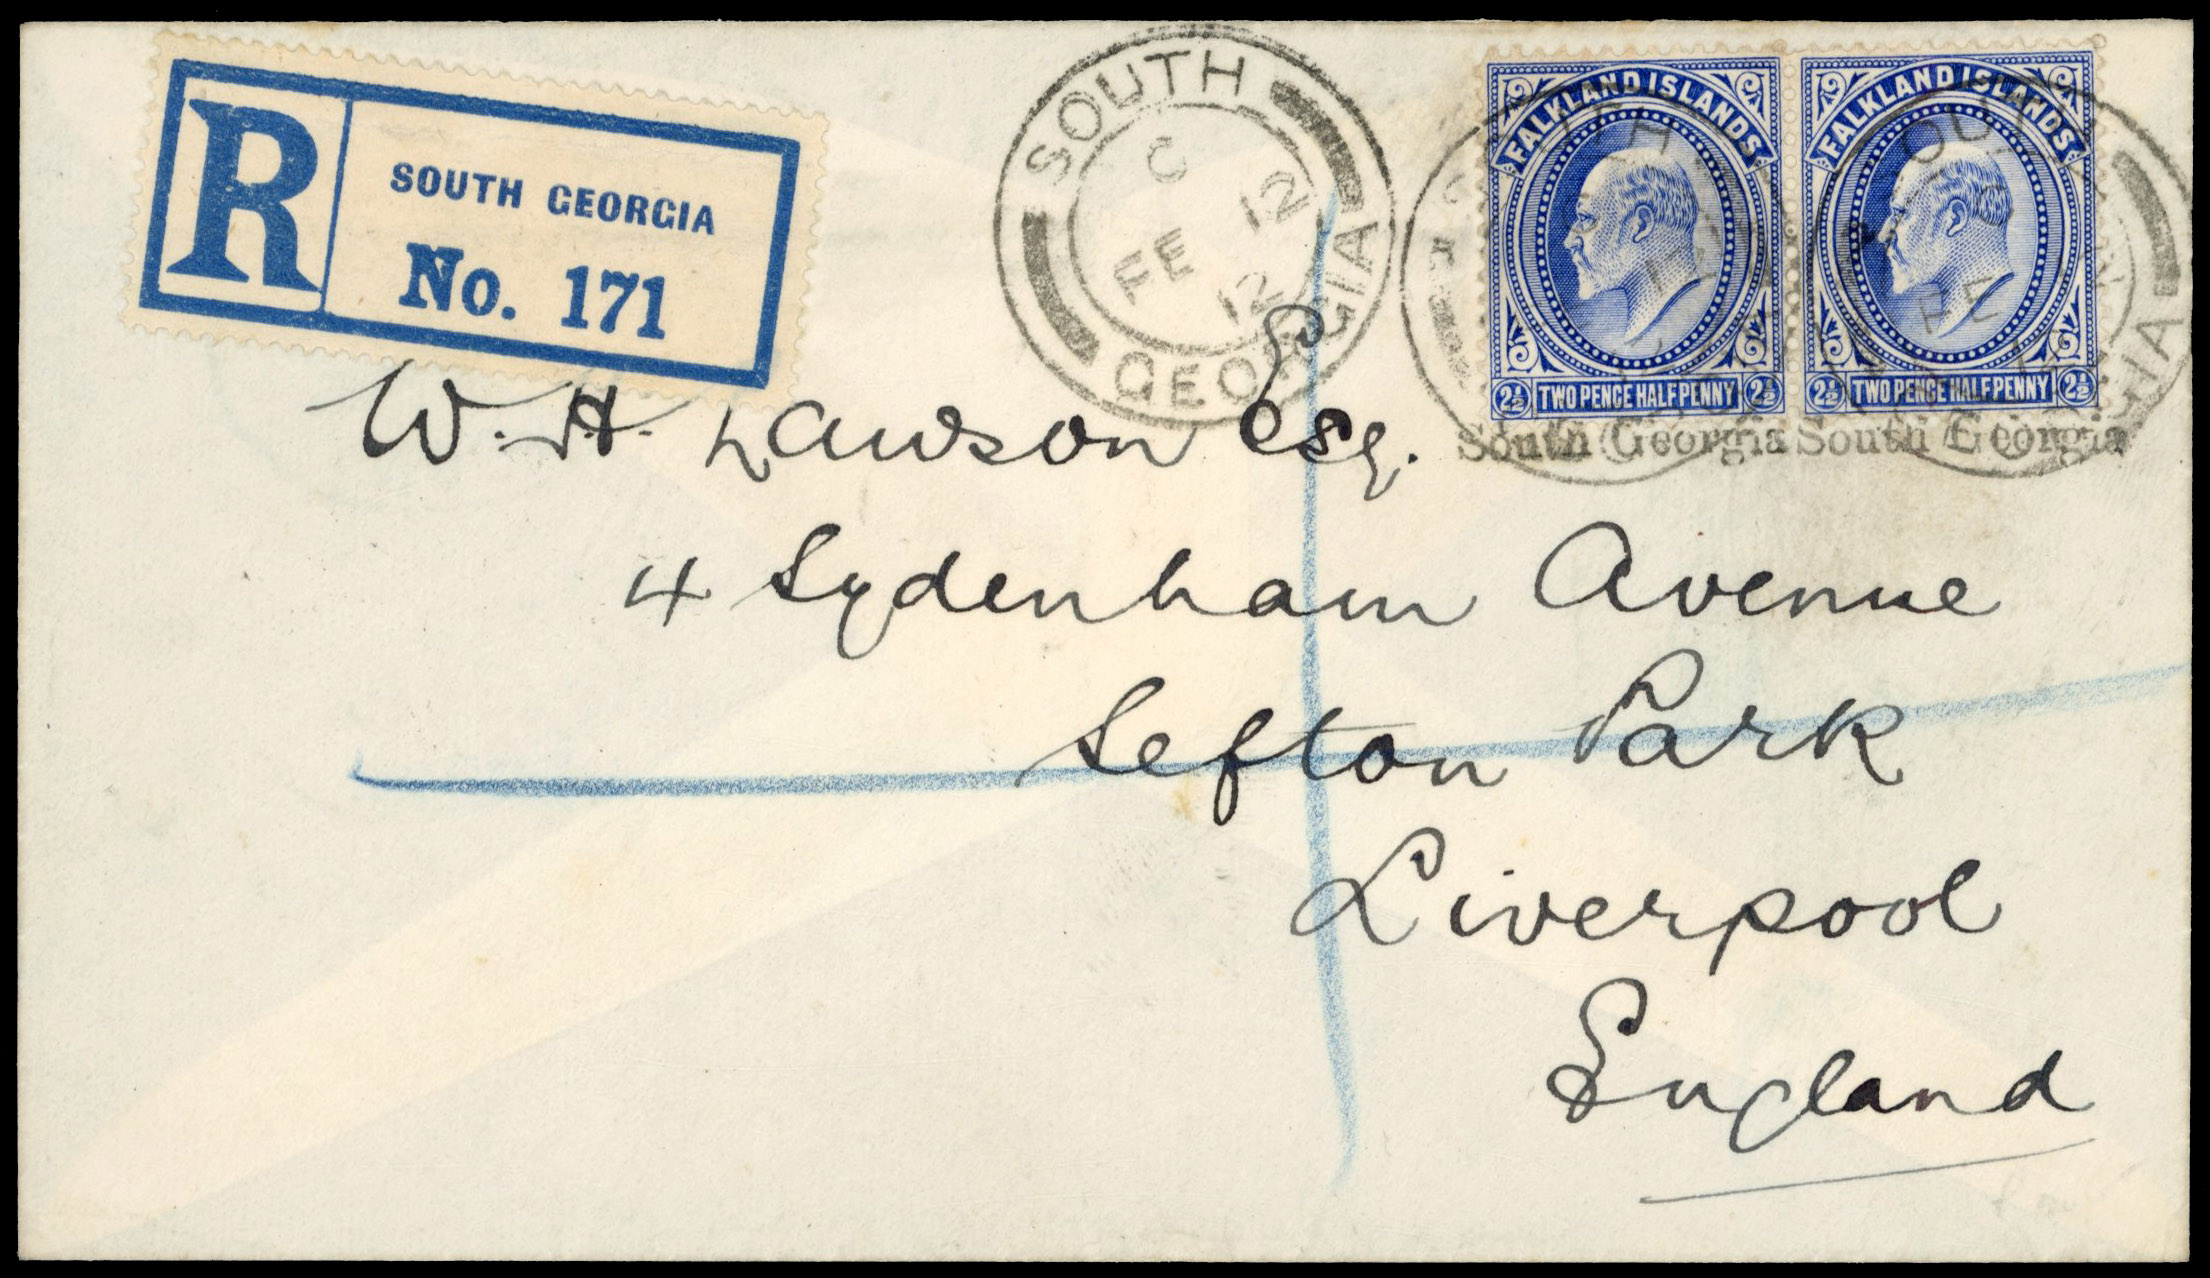 R
SOUTH GEORGIA
No. 171
SOUTH GEORGIA
C
FE 12
12
FALKLAND ISLANDS
2½ TWO PENCE HALFPENNY 2½
FALKLAND ISLANDS
2½ TWO PENCE HALFPENNY 2½
South Georgia South Georgia
W. H. Lawson Esq.
4 Sydenham Avenue
Sefton Park
Liverpool
England